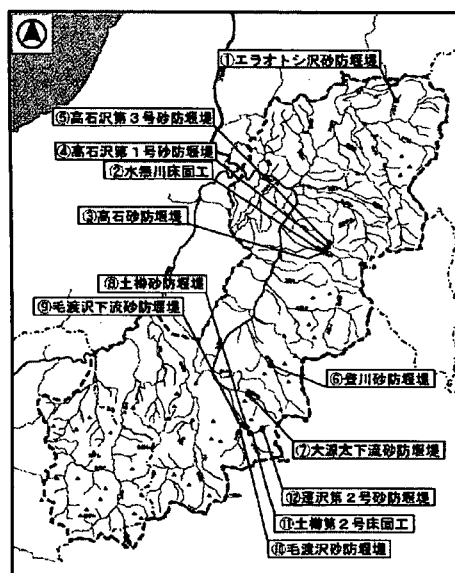 ①エラオトシ沢砂防堰堤
⑤高石沢第3号砂防堰堤
④高石沢第1号砂防堰堤
②水無川床固工
③高石砂防堰堤
⑧土樽砂防堰堤
⑨毛渡沢下流砂防堰堤
⑥登川砂防堰堤
⑦大源太下流砂防堰堤
⑫蓬沢第2号砂防堰堤
⑪土樽第2号床固工
⑩毛渡沢砂防堰堤